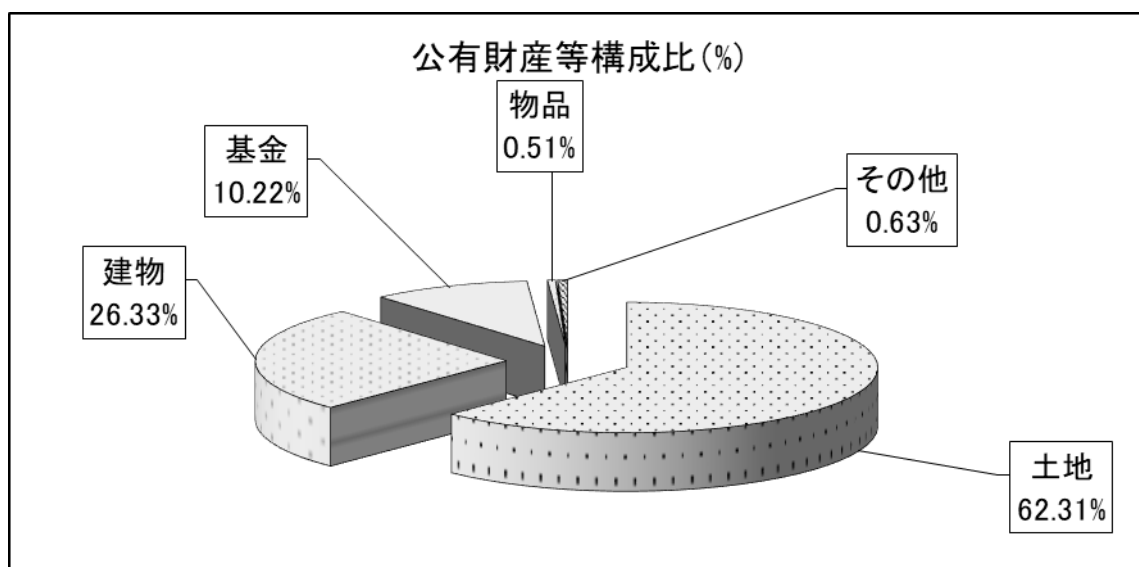 公有財産等構成比(%)
物品
0.51%
基金
10.22%
その他
0.63%
建物
26.33%
土地
62.31%